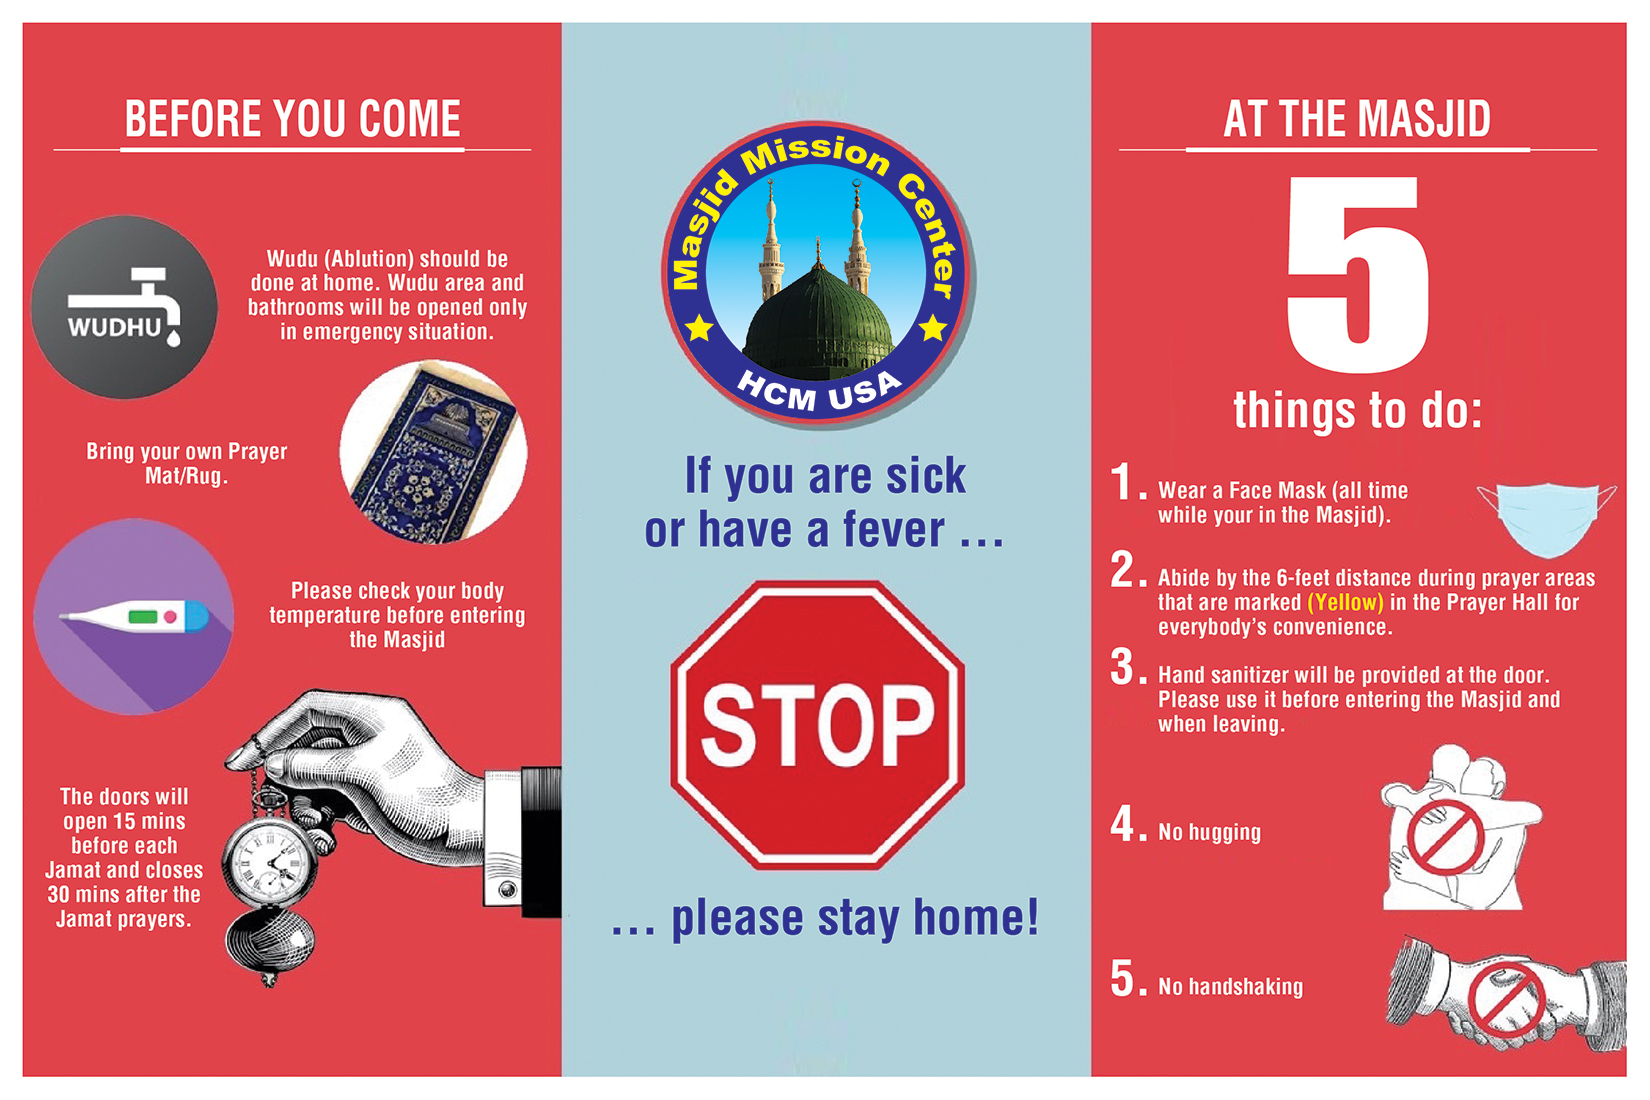 BEFORE YOU COME
WUDHU
Wudu (Ablution) should be
done at home. Wudu area and
bathrooms will be opened only
in emergency situation.
Bring your own Prayer
Mat/Rug.
Please check your body
temperature before entering
the Masjid
The doors will
open 15 mins
before each
Jamat and closes
30 mins after the
Jamat prayers.
Masjid Mission Center
HCM USA
If you are sick
or have a fever ...
STOP
... please stay home!
AT THE MASJID
5
things to do:
1. Wear a Face Mask (all time
while your in the Masjid).
2. Abide by the 6-feet distance during prayer areas
that are marked (Yellow) in the Prayer Hall for
everybody's convenience.
3. Hand sanitizer will be provided at the door.
Please use it before entering the Masjid and
when leaving.
4. No hugging
5. No handshaking